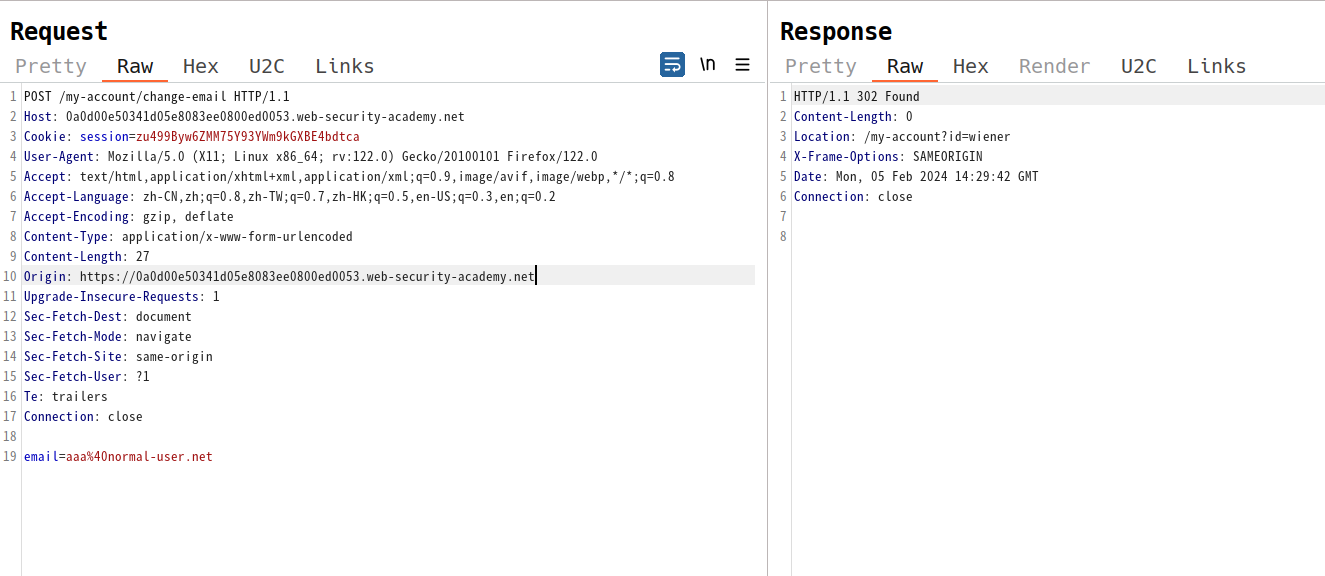 Request
Pretty Raw Hex U2C Links \n
1 POST /my-account/change-email HTTP/1.1
2 Host: 0a0d00e50341d05e8083ee0800ed0053.web-security-academy.net
3 Cookie: session=zu499Byw6ZMM75Y93YWm9kGXBE4bdtca
4 User-Agent: Mozilla/5.0 (X11; Linux x86_64; rv:122.0) Gecko/20100101 Firefox/122.0
5 Accept: text/html,application/xhtml+xml,application/xml;q=0.9,image/avif,image/webp,*/*;q=0.8
6 Accept-Language: zh-CN,zh;q=0.8,zh-TW;q=0.7,zh-HK;q=0.5,en-US;q=0.3,en;q=0.2
7 Accept-Encoding: gzip, deflate
8 Content-Type: application/x-www-form-urlencoded
9 Content-Length: 27
10 Origin: https://0a0d00e50341d05e8083ee0800ed0053.web-security-academy.net
11 Upgrade-Insecure-Requests: 1
12 Sec-Fetch-Dest: document
13 Sec-Fetch-Mode: navigate
14 Sec-Fetch-Site: same-origin
15 Sec-Fetch-User: ?1
16 Te: trailers
17 Connection: close
18
19 email=aaa%40normal-user.net
Response
Pretty Raw Hex Render U2C Links
1 HTTP/1.1 302 Found
2 Content-Length: 0
3 Location: /my-account?id=wiener
4 X-Frame-Options: SAMEORIGIN
5 Date: Mon, 05 Feb 2024 14:29:42 GMT
6 Connection: close
7
8